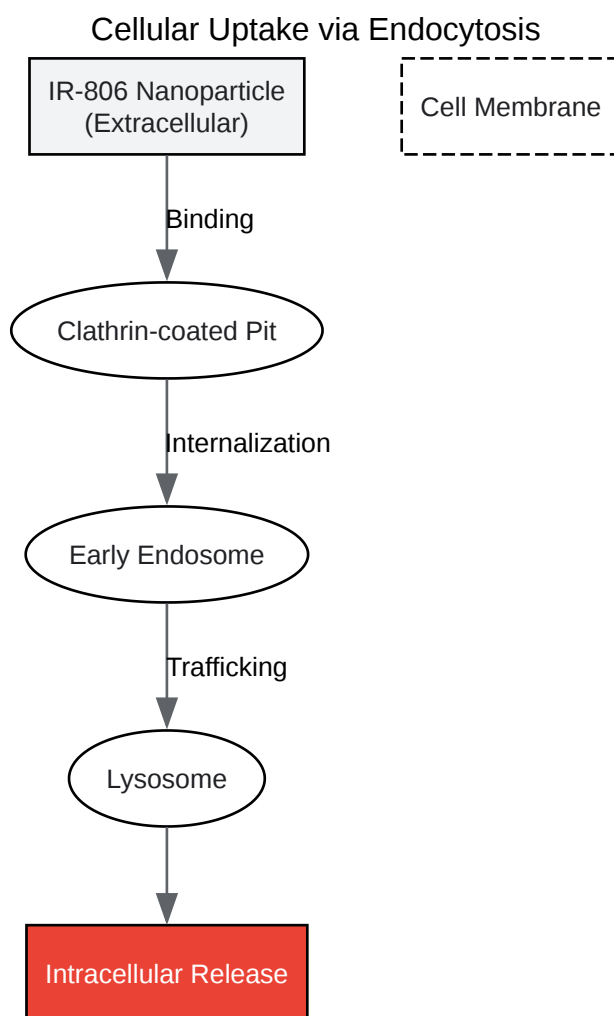 Cellular Uptake via Endocytosis
IR-806 Nanoparticle
(Extracellular)
Cell Membrane
Binding
Clathrin-coated Pit
Internalization
Early Endosome
Trafficking
Lysosome
Intracellular Release